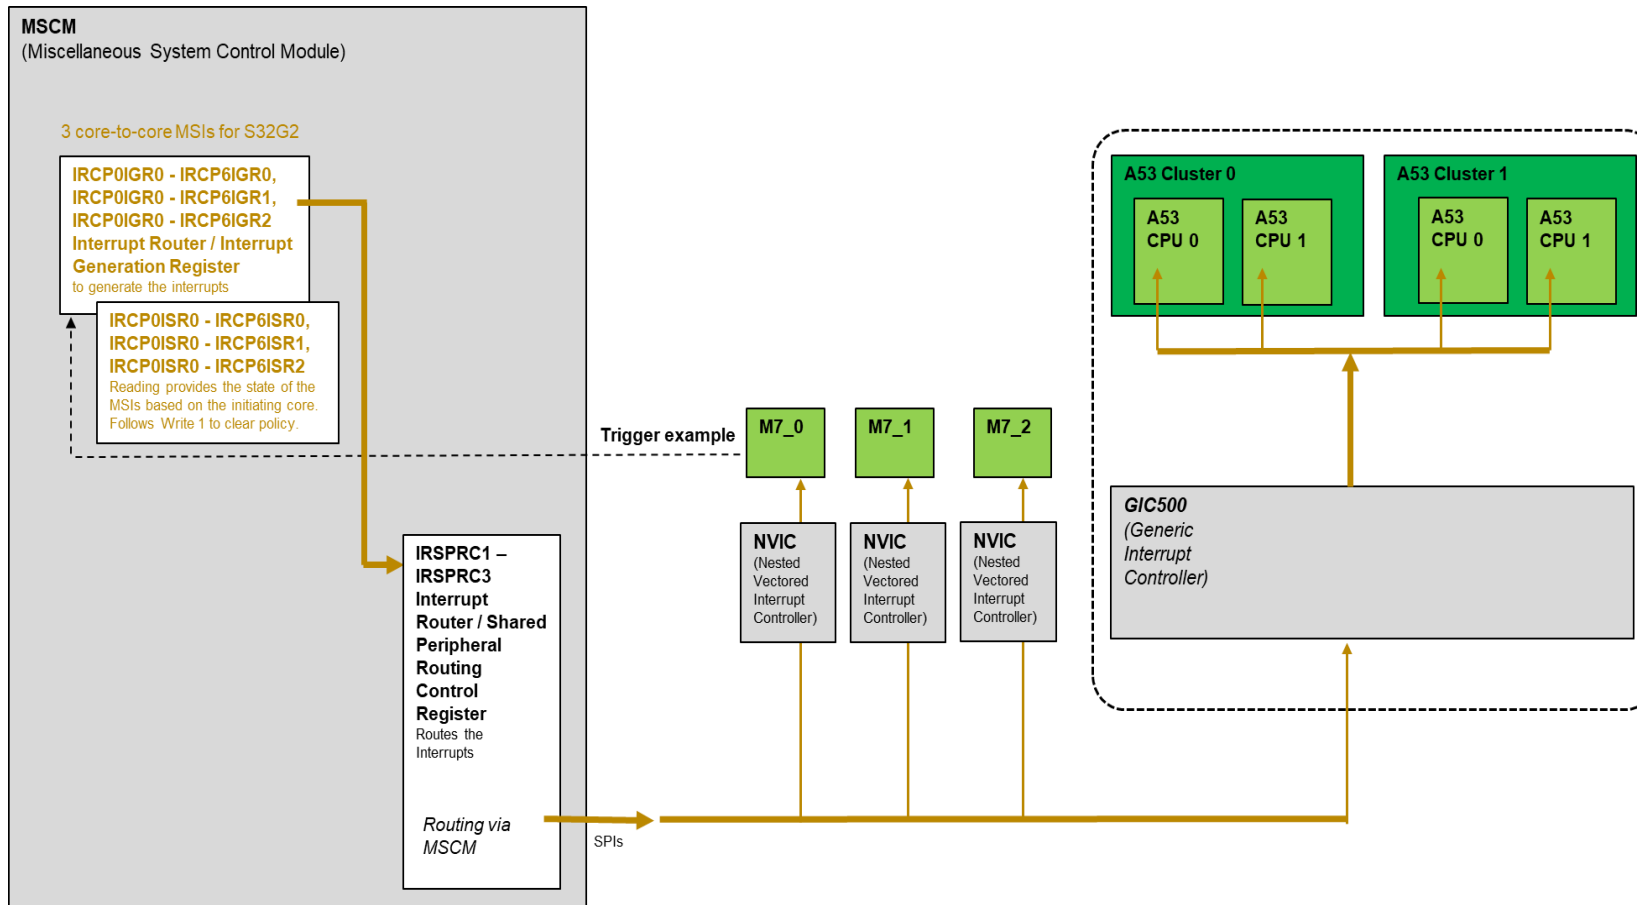 MSCM
(Miscellaneous System Control Module)
3 core-to-core MSIs for S32G2
IRCP0IGR0 - IRCP6IGR0,
IRCP0IGR0 - IRCP6IGR1,
IRCP0IGR0 - IRCP6IGR2
Interrupt Router / Interrupt
Generation Register
to generate the interrupts
IRCP0ISR0 - IRCP6ISR0,
IRCP0ISR0 - IRCP6ISR1,
IRCP0ISR0 - IRCP6ISR2
Reading provides the state of the
MSIs based on the initiating core.
Follows Write 1 to clear policy.
IRSPRC1 –
IRSPRC3
Interrupt
Router / Shared
Peripheral
Routing
Control
Register
Routes the
Interrupts
Routing via
MSCM
SPIs
Trigger example
M7_0
M7_1
M7_2
NVIC
(Nested
Vectored
Interrupt
Controller)
NVIC
(Nested
Vectored
Interrupt
Controller)
NVIC
(Nested
Vectored
Interrupt
Controller)
A53 Cluster 0
A53
CPU 0
A53
CPU 1
A53 Cluster 1
A53
CPU 0
A53
CPU 1
GIC500
(Generic
Interrupt
Controller)